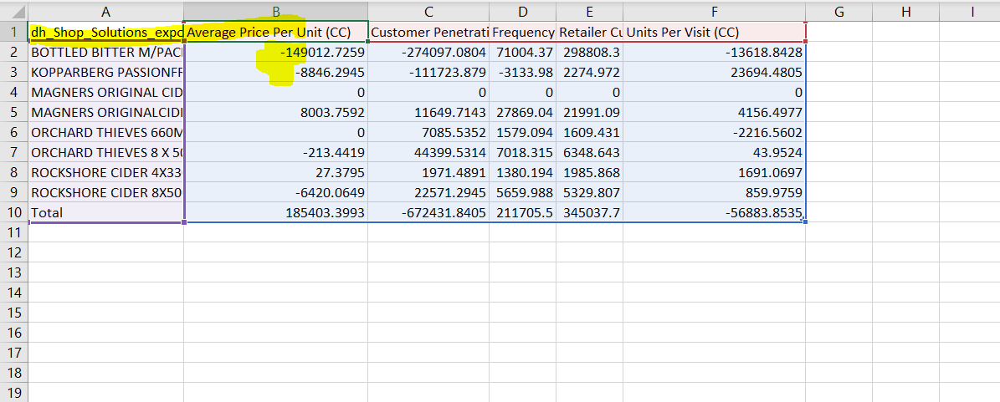 A B C D E F G H I
1 dh_Shop_Solutions_expo Average Price Per Unit (CC) Customer Penetrati Frequency Retailer Cu Units Per Visit (CC)
2 BOTTLED BITTER M/PAC -149012.7259 -274097.0804 71004.37 298808.3 -13618.8428
3 KOPPARBERG PASSIONFR -8846.2945 -111723.879 -3133.98 2274.972 23694.4805
4 MAGNERS ORIGINAL CID 0 0 0 0 0
5 MAGNERS ORIGINALCIDI 8003.7592 11649.7143 27869.04 21991.09 4156.4977
6 ORCHARD THIEVES 660M 0 7085.5352 1579.094 1609.431 -2216.5602
7 ORCHARD THIEVES 8 X 50 -213.4419 44399.5314 7018.315 6348.643 43.9524
8 ROCKSHORE CIDER 4X33 27.3795 1971.4891 1380.194 1985.868 1691.0697
9 ROCKSHORE CIDER 8X50 -6420.0649 22571.2945 5659.988 5329.807 859.9759
10 Total 185403.3993 -672431.8405 211705.5 345037.7 -56883.8535
11
12
13
14
15
16
17
18
19